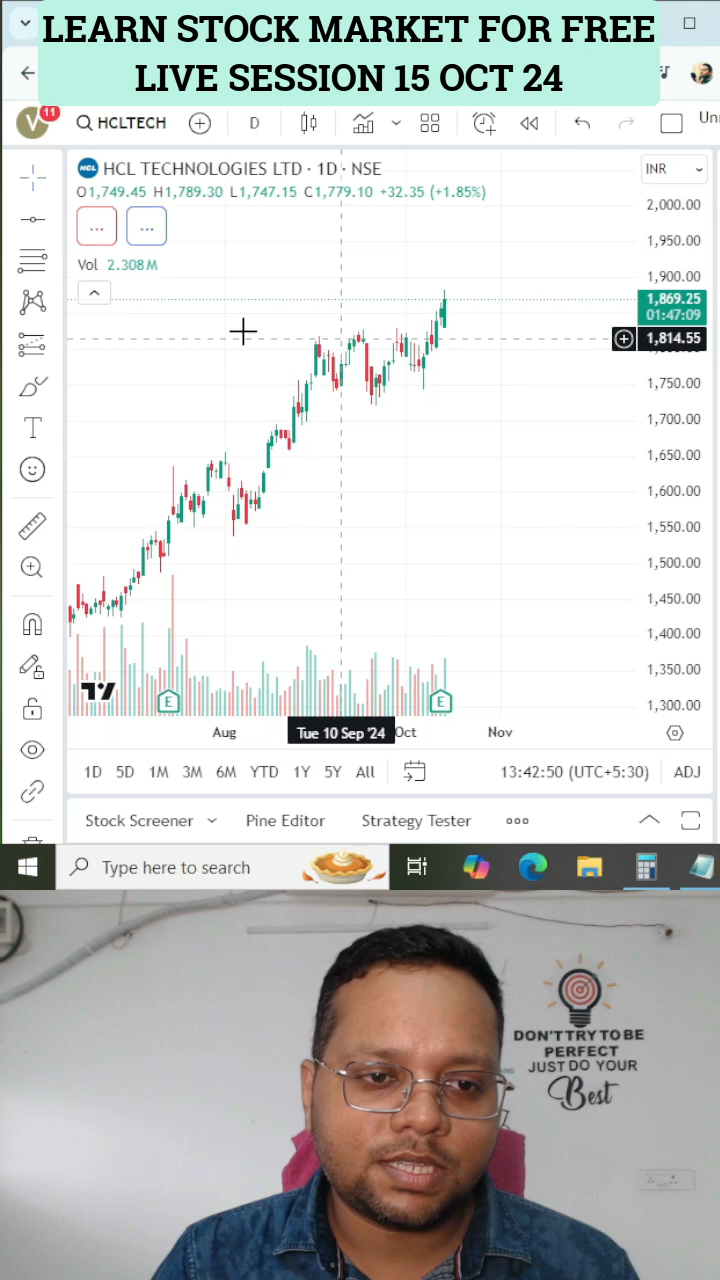 LEARN STOCK MARKET FOR FREE
LIVE SESSION 15 OCT 24
V 11 HCLTECH D
HCL HCL TECHNOLOGIES LTD · 1D · NSE INR
O1,749.45 H1,789.30 L1,747.15 C1,779.10 +32.35 (+1.85%)
2,000.00
... ...
1,950.00
Vol 2.308M
1,900.00
1,869.25
01:47:09
1,814.55
1,750.00
1,700.00
1,650.00
1,600.00
1,550.00
1,500.00
1,450.00
1,400.00
1,350.00
1,300.00
E E
Aug Tue 10 Sep '24 Oct Nov
1D 5D 1M 3M 6M YTD 1Y 5Y All 13:42:50 (UTC+5:30) ADJ
Stock Screener Pine Editor Strategy Tester
Type here to search
DON'T TRY TO BE
PERFECT
JUST DO YOUR
Best